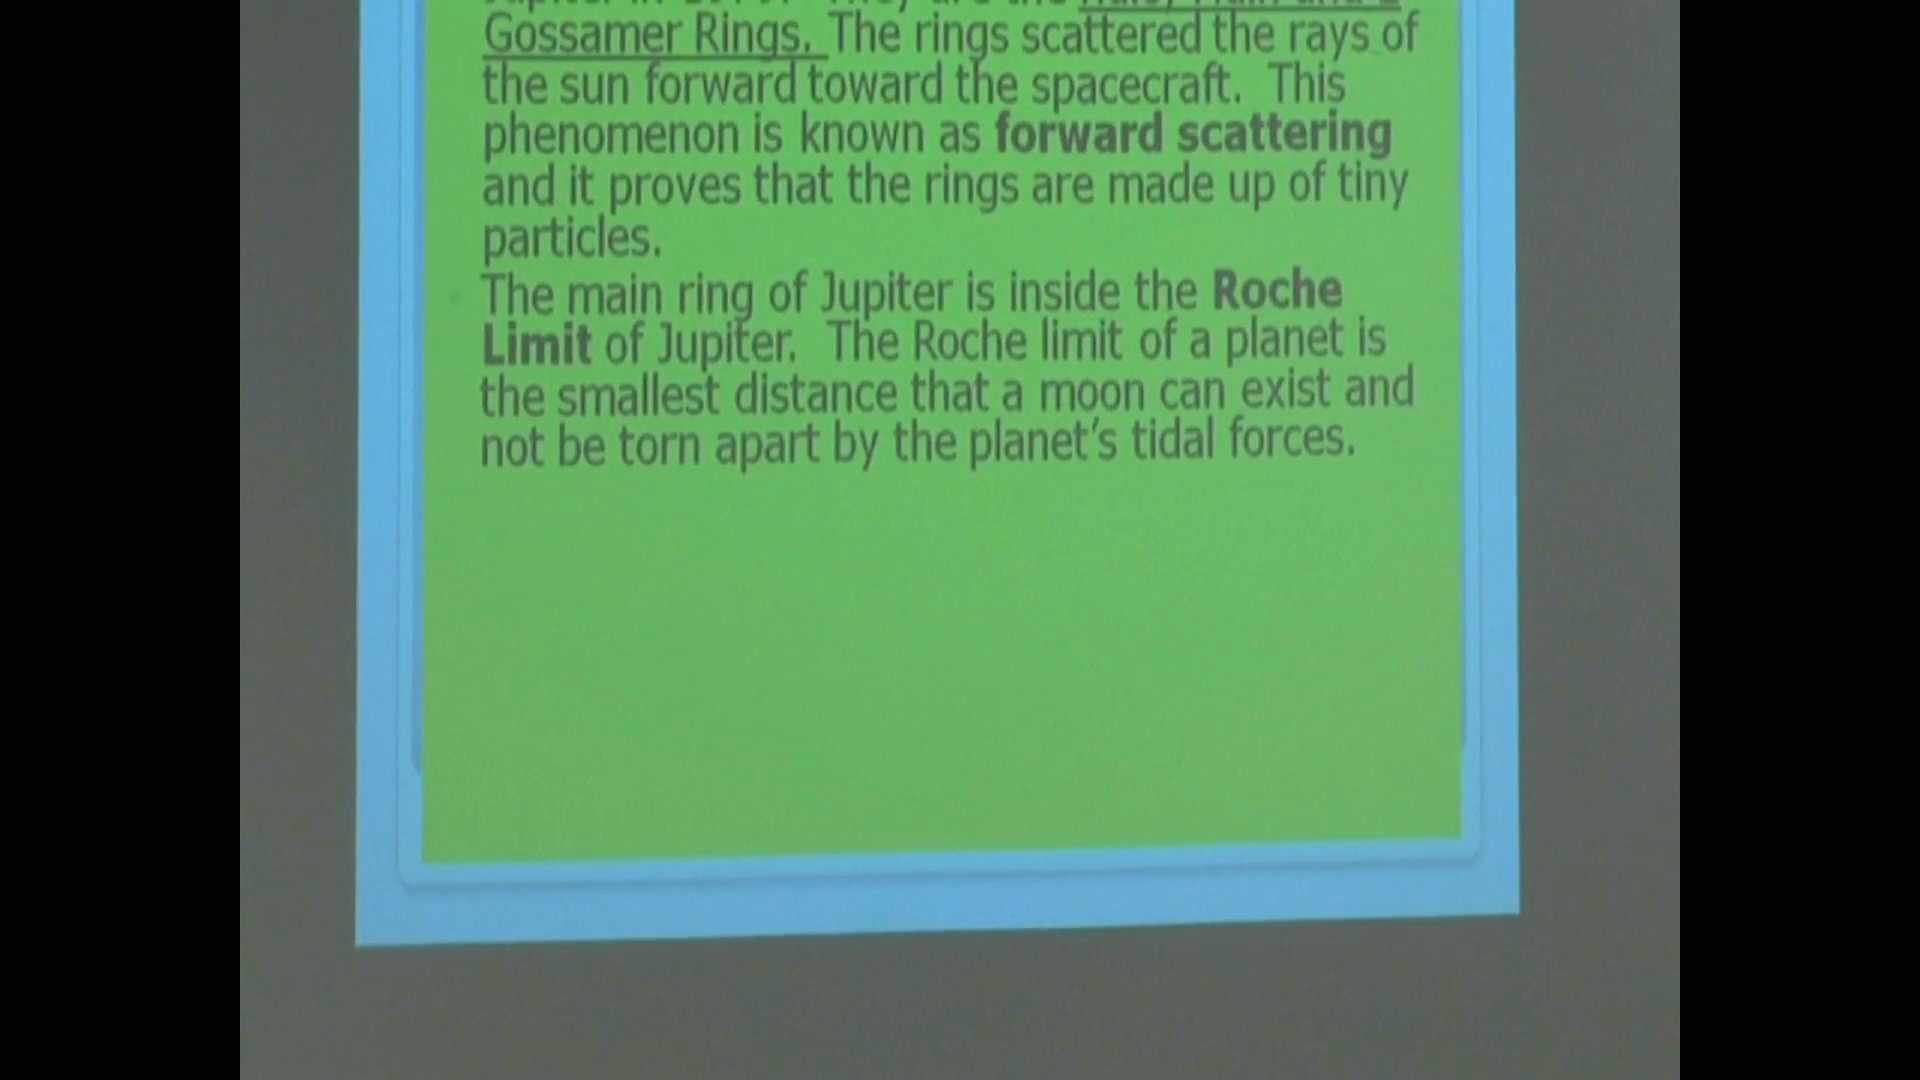 Gossamer Rings. The rings scattered the rays of
the sun forward toward the spacecraft. This
phenomenon is known as forward scattering
and it proves that the rings are made up of tiny
particles.
The main ring of Jupiter is inside the Roche
Limit of Jupiter. The Roche limit of a planet is
the smallest distance that a moon can exist and
not be torn apart by the planet's tidal forces.